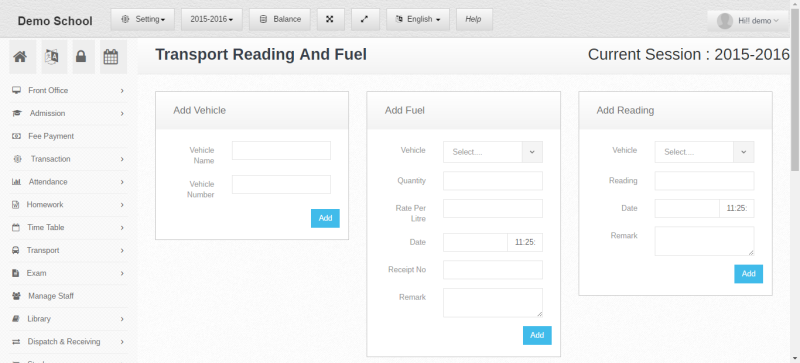 Demo School
Setting
2015-2016
Balance
English
Help
Hi!! demo
Transport Reading And Fuel
Current Session : 2015-2016
Front Office
Admission
Fee Payment
Transaction
Attendance
Homework
Time Table
Transport
Exam
Manage Staff
Library
Dispatch & Receiving
Add Vehicle
Vehicle
Name
Vehicle
Number
Add
Add Fuel
Vehicle
Select....
Quantity
Rate Per
Litre
Date
11:25:
Receipt No
Remark
Add
Add Reading
Vehicle
Select....
Reading
Date
11:25:
Remark
Add